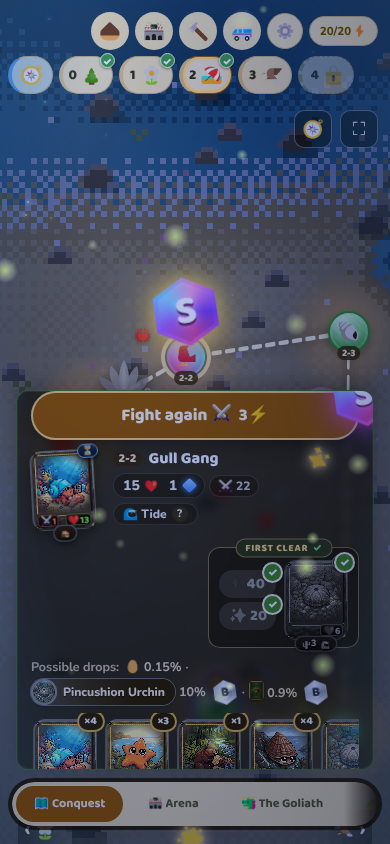 20/20
0
1
2
3
4
S
2-2
2-3
S
Fight again 3
2-2 Gull Gang
15 1 22
Tide ?
1 13
FIRST CLEAR
40
20
6
3
Possible drops: 0.15% ·
Pincushion Urchin 10% B · 0.9% B
×4 ×3 ×1 ×4
Conquest Arena The Goliath